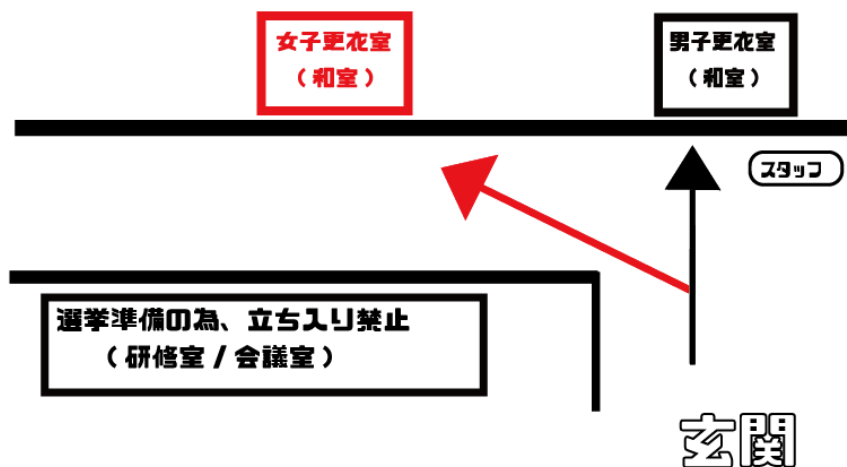 女子更衣室
（和室）
男子更衣室
（和室）
スタッフ
選挙準備の為、立ち入り禁止
（研修室/会議室）
玄関